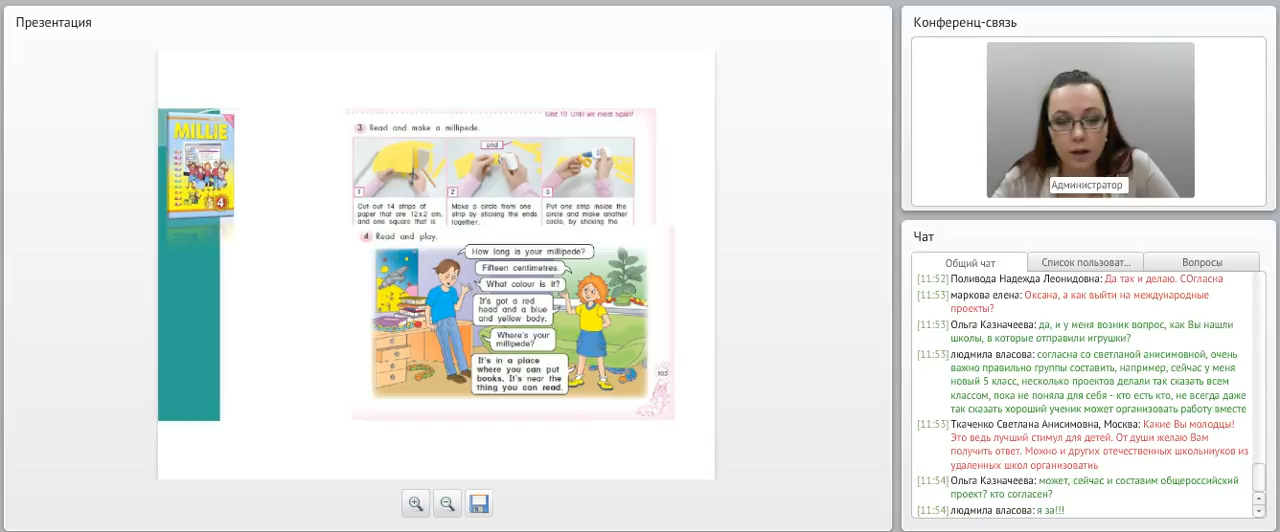 Презентация
MILLiE
4
Unit 10 Until we meet again!
3 Read and make a millipede.
end
1
2
3
Cut out 14 strips of
paper that are 12x2 cm,
and one square that is
Make a circle from one
strip by sticking the ends
together.
Put one strip inside the
circle and make another
circle, by sticking the
4 Read and play.
How long is your millipede?
Fifteen centimetres.
What colour is it?
It's got a red
head and a blue
and yellow body.
Where's your
millipede?
It's in a place
where you can put
books. It's near the
thing you can read.
103
Конференц-связь
Администратор
Чат
Общий чат
Список пользоват...
Вопросы
[11:52] Поливода Надежда Леонидовна: Да так и делаю. СОгласна
[11:53] маркова елена: Оксана, а как выйти на международные
проекты?
[11:53] Ольга Казначеева: да, и у меня возник вопрос, как Вы нашли
школы, в которые отправили игрушки?
[11:53] людмила власова: согласна со светланой анисимовной, очень
важно правильно группы составить, например, сейчас у меня
новый 5 класс, несколько проектов делали так сказать всем
классом, пока не поняла для себя - кто есть кто, не всегда даже
так сказать хороший ученик может организовать работу вместе
[11:53] Ткаченко Светлана Анисимовна, Москва: Какие Вы молодцы!
Это ведь лучший стимул для детей. От души желаю Вам
получить ответ. Можно и других отечественных школьниуков из
удаленных школ организоватиь
[11:54] Ольга Казначеева: может, сейчас и составим общероссийский
проект? кто согласен?
[11:54] людмила власова: я за!!!